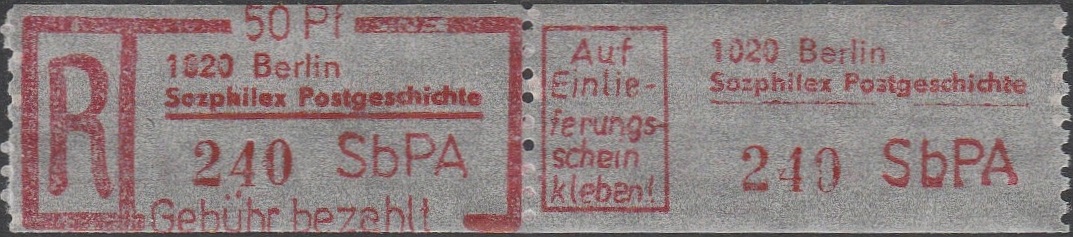 50 Pf
R
1020 Berlin
Sozphilex Postgeschichte
240 SbPA
Gebühr bezahlt
Auf
Einlie-
ferungs-
schein
kleben!
1020 Berlin
Sozphilex Postgeschichte
240 SbPA